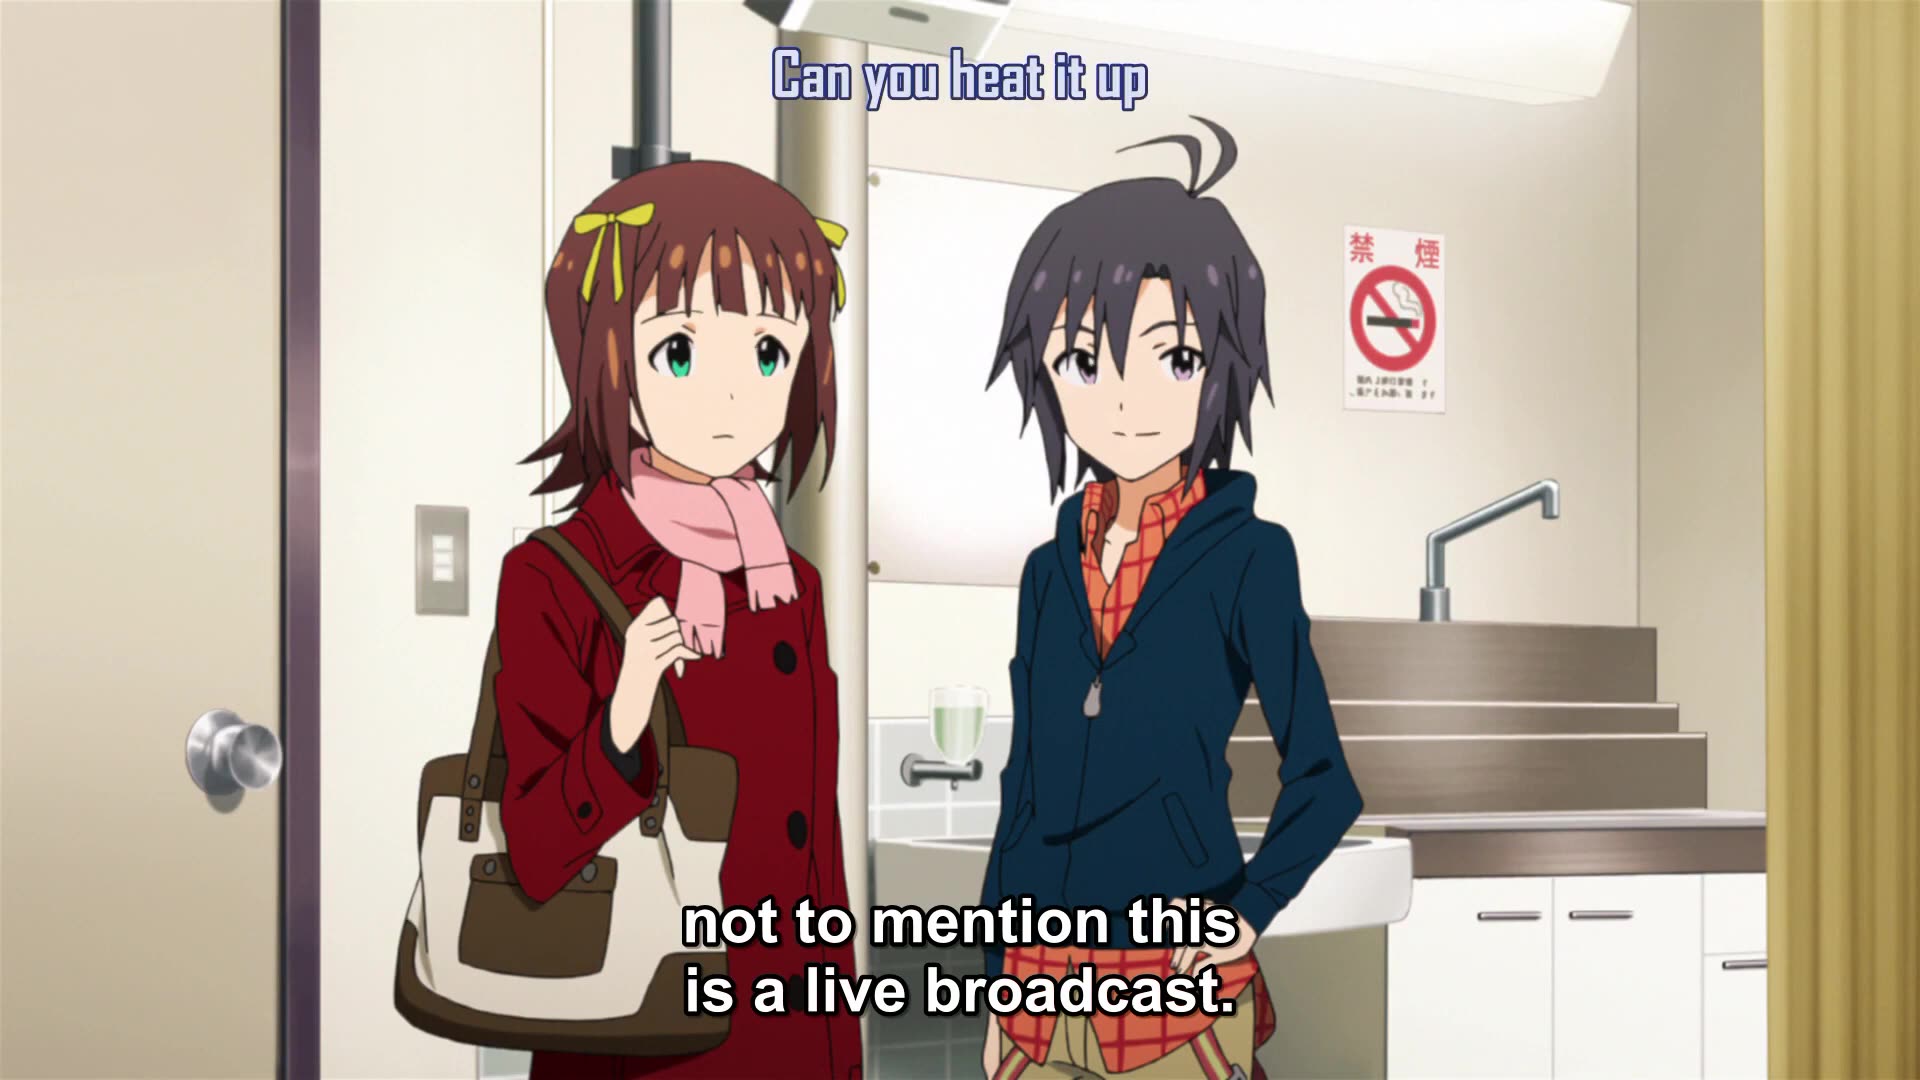 Can you heat it up
禁 煙
not to mention this
is a live broadcast.